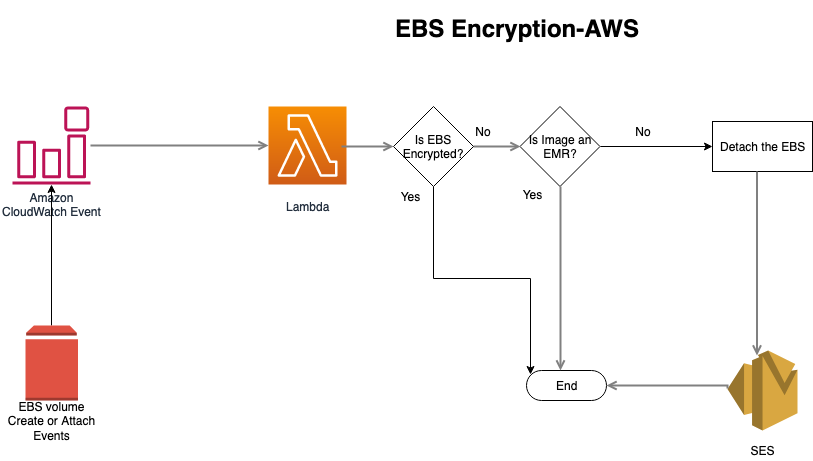 EBS Encryption-AWS
Amazon
CloudWatch Event
Lambda
Is EBS
Encrypted?
No
Yes
Is Image an
EMR?
No
Yes
Detach the EBS
EBS volume
Create or Attach
Events
End
SES